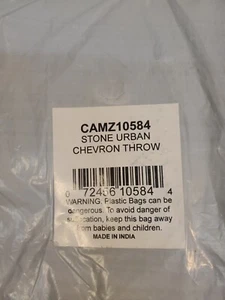 CAMZ10584
STONE URBAN
CHEVRON THROW
0 72456 10584 4
WARNING: Plastic Bags can be
dangerous. To avoid danger of
suffocation, keep this bag away
from babies and children.
MADE IN INDIA